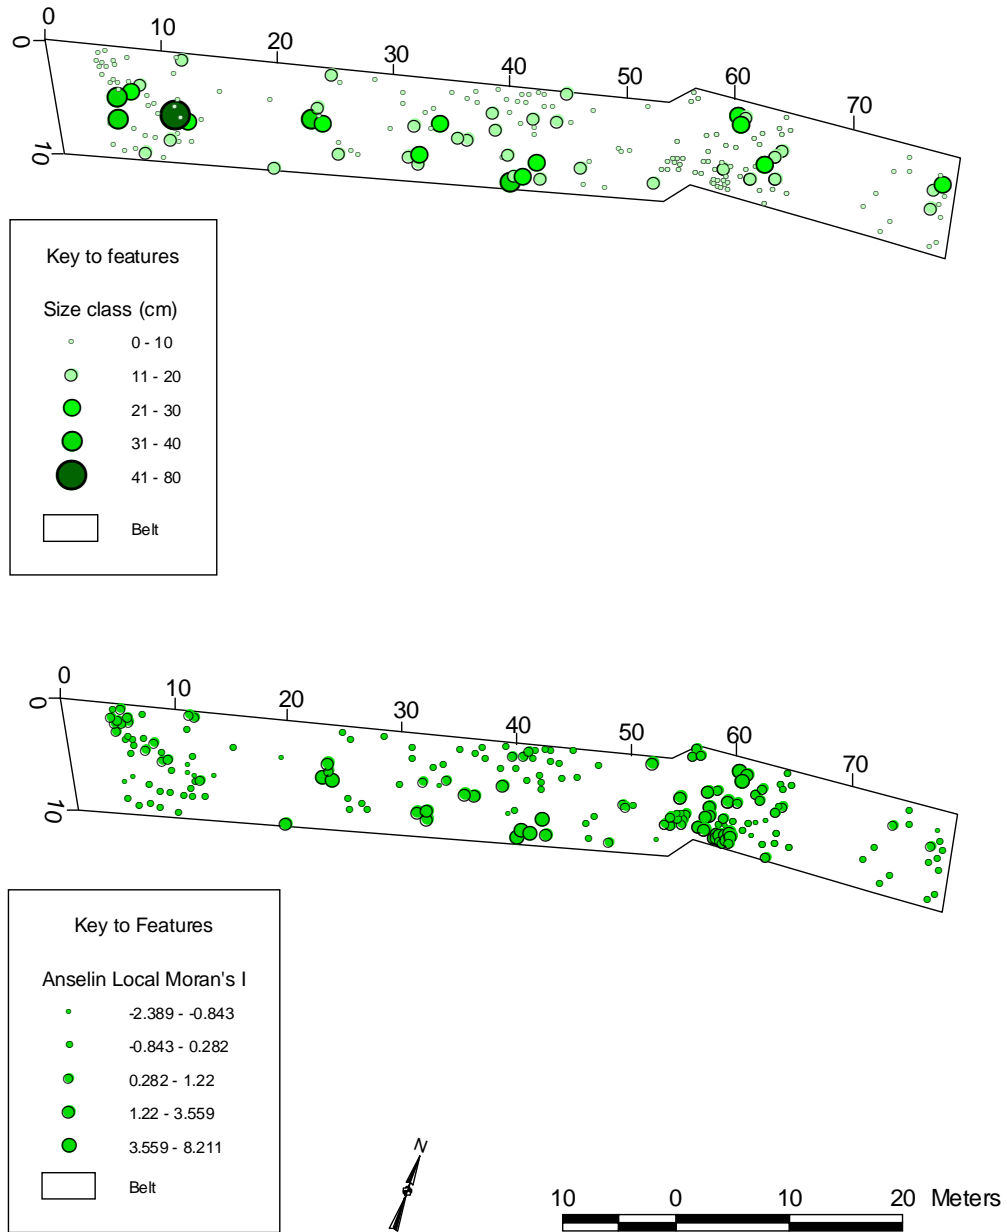 0
10
20
30
40
50
60
70
0
10
Key to features
Size class (cm)
0 - 10
11 - 20
21 - 30
31 - 40
41 - 80
Belt
0
10
20
30
40
50
60
70
0
10
Key to Features
Anselin Local Moran's I
-2.389 - -0.843
-0.843 - 0.282
0.282 - 1.22
1.22 - 3.559
3.559 - 8.211
Belt
N
10 0 10 20 Meters